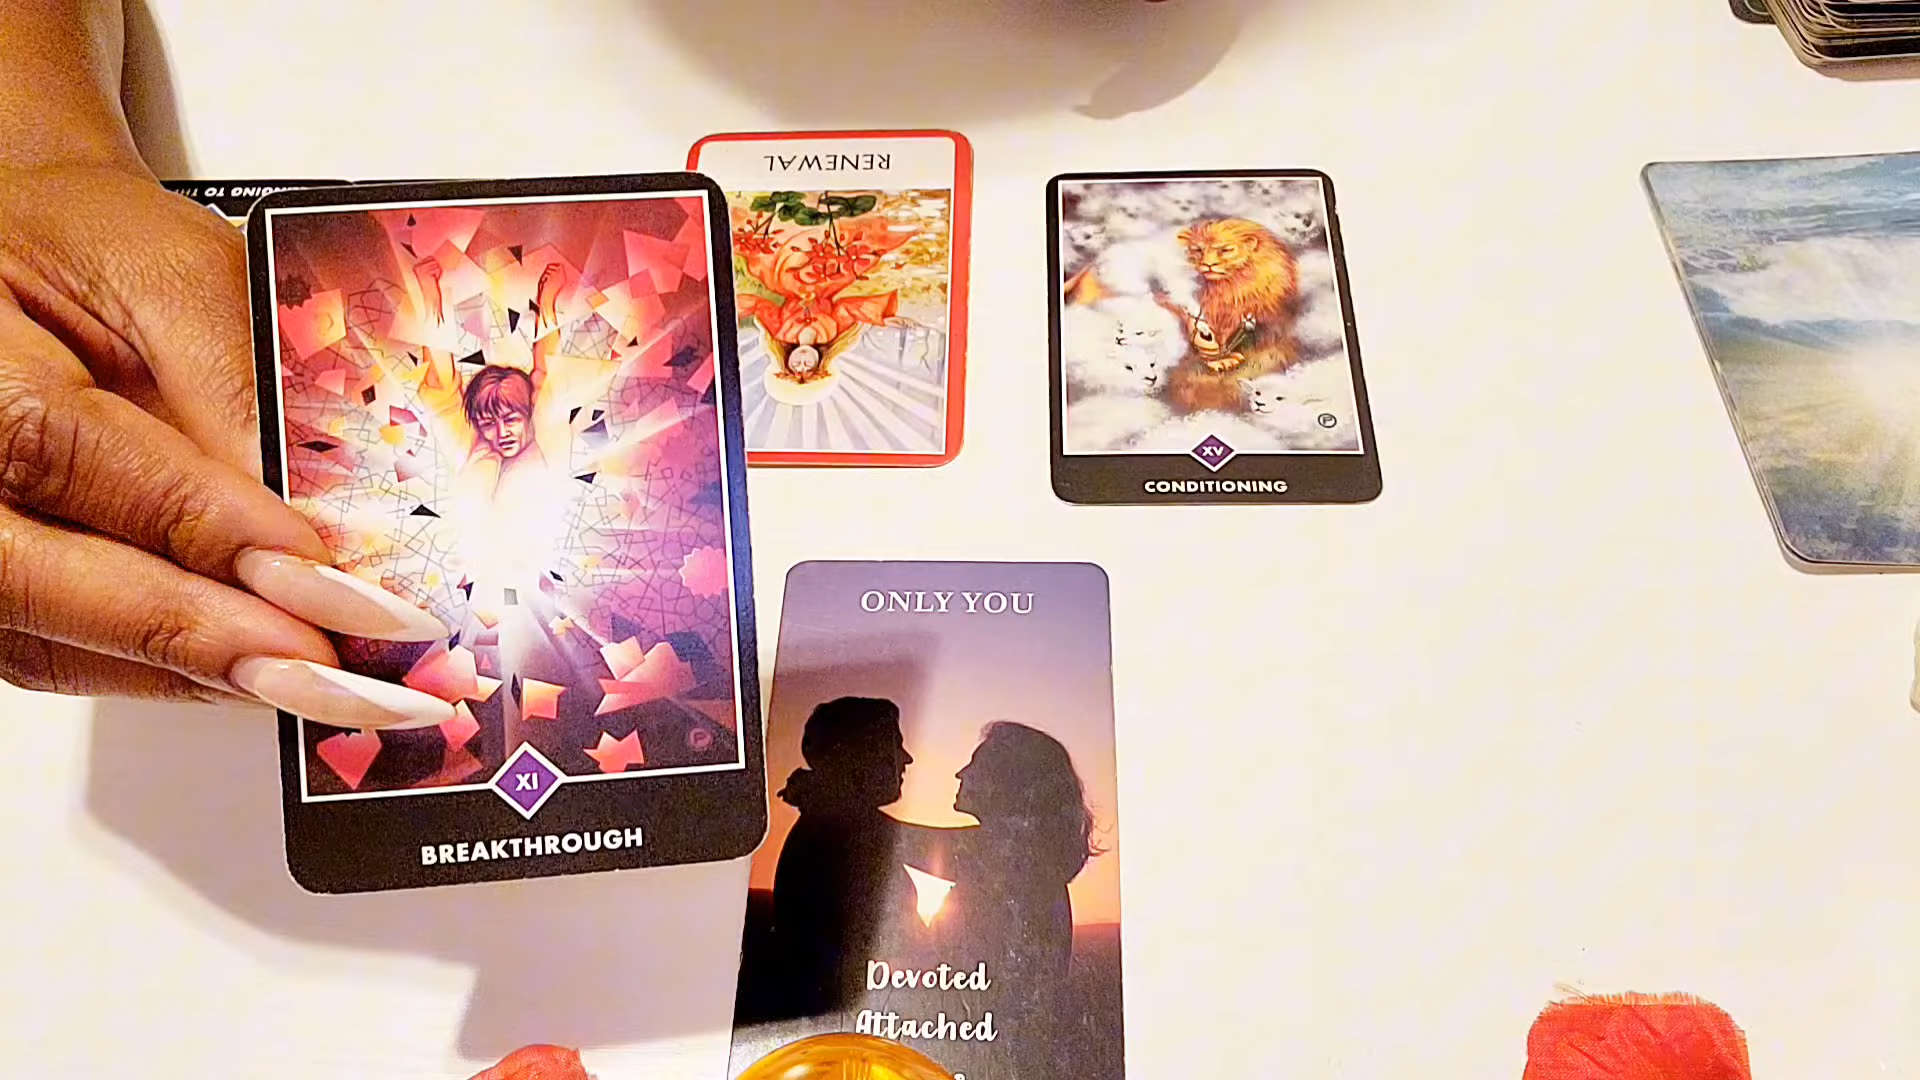 RENEWAL
XV
CONDITIONING
XI
BREAKTHROUGH
ONLY YOU
Devoted
Attached